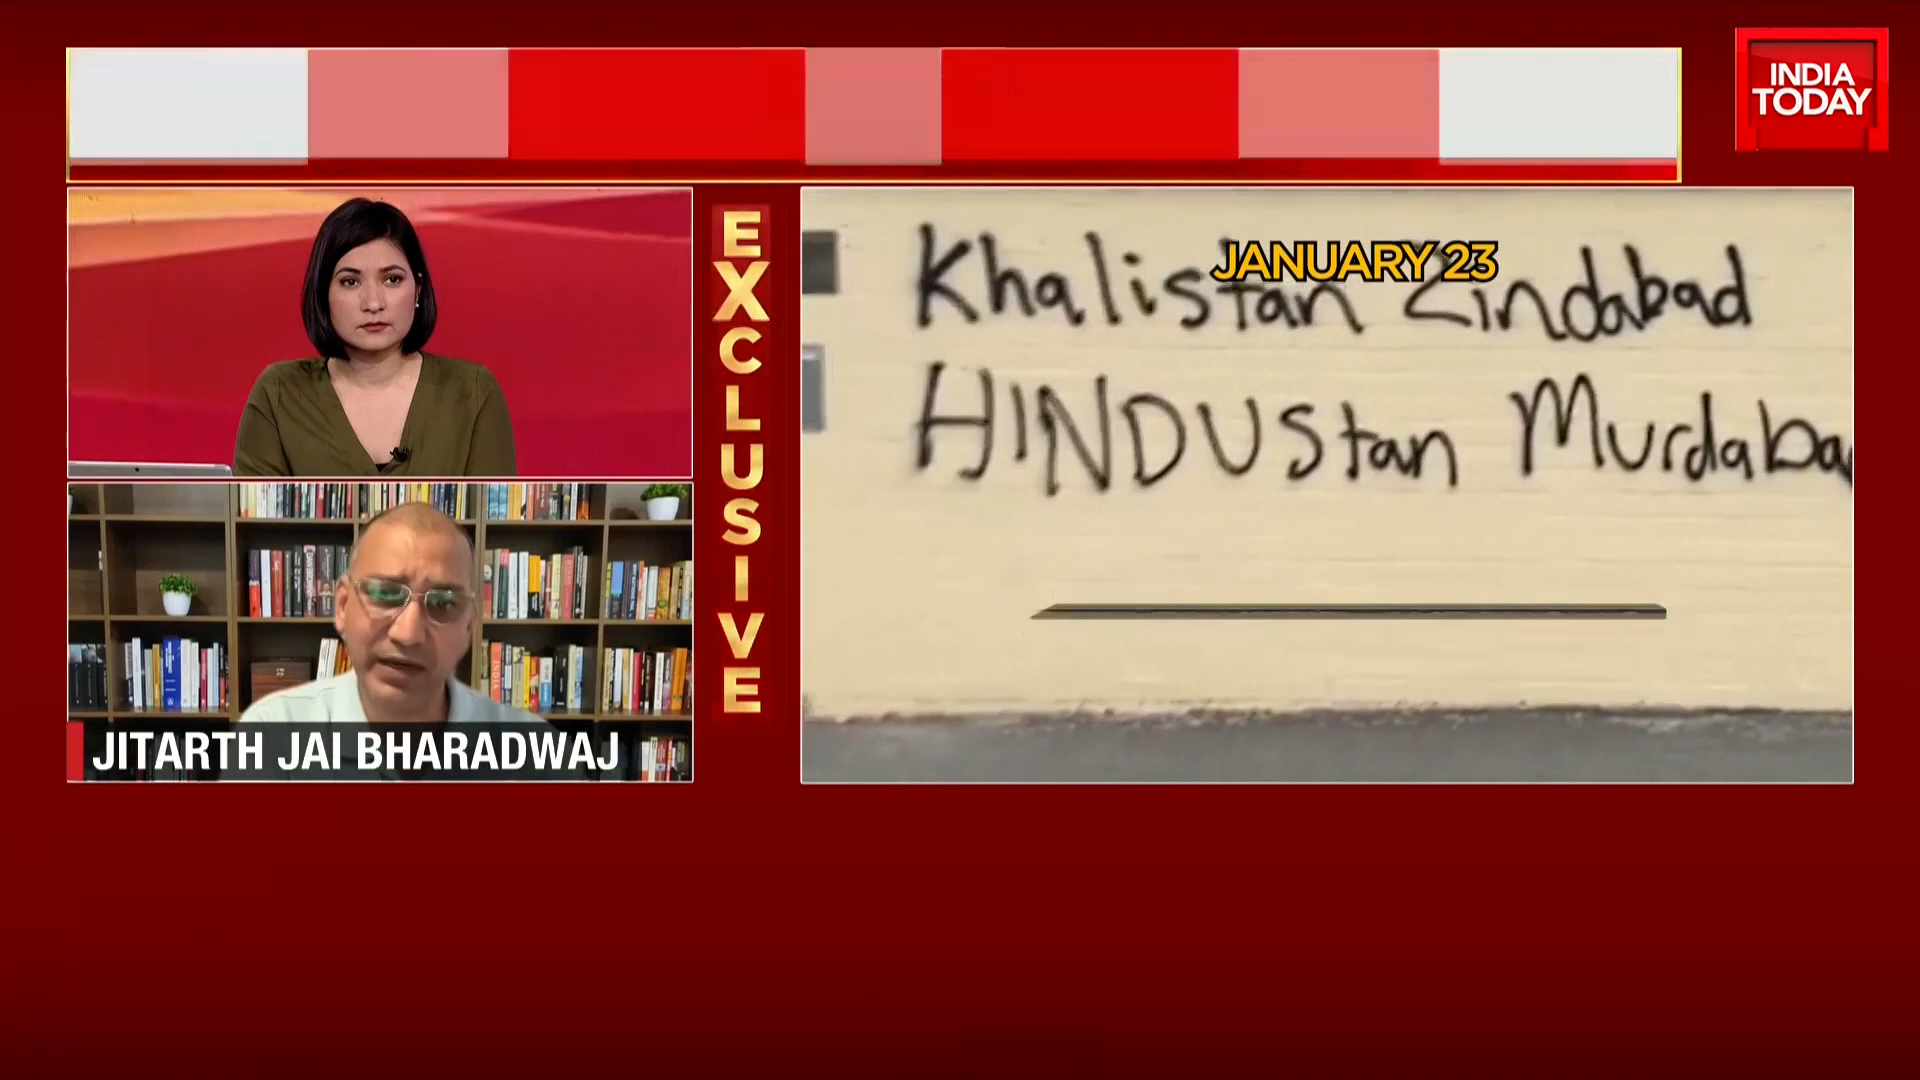 INDIA
TODAY
EXCLUSIVE
JANUARY 23
Khalistan Zindabad
HINDUStan Murdaba
JITARTH JAI BHARADWAJ